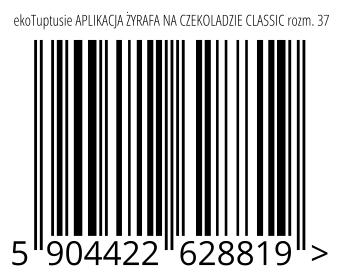 ekoTuptusie APLIKACJA ŻYRAFA NA CZEKOLADZIE CLASSIC rozm. 37
5 904422 628819 >